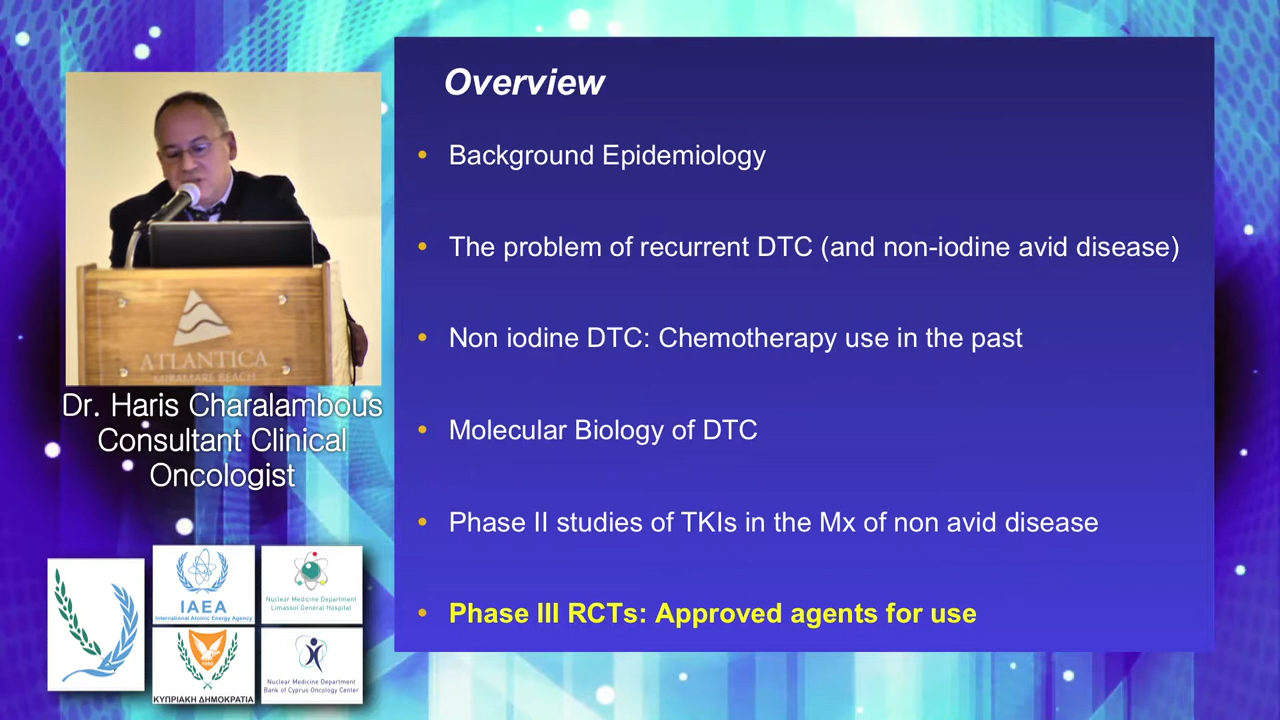 Overview
• Background Epidemiology
• The problem of recurrent DTC (and non-iodine avid disease)
• Non iodine DTC: Chemotherapy use in the past
• Molecular Biology of DTC
• Phase II studies of TKIs in the Mx of non avid disease
• Phase III RCTs: Approved agents for use
ATLANTICA
MIRAMARE BEACH
Dr. Haris Charalambous
Consultant Clinical
Oncologist
IAEA
International Atomic Energy Agency
Nuclear Medicine Department
Limassol General Hospital
1960
ΚΥΠΡΙΑΚΗ ΔΗΜΟΚΡΑΤΙΑ
Nuclear Medicine Department
Bank of Cyprus Oncology Center